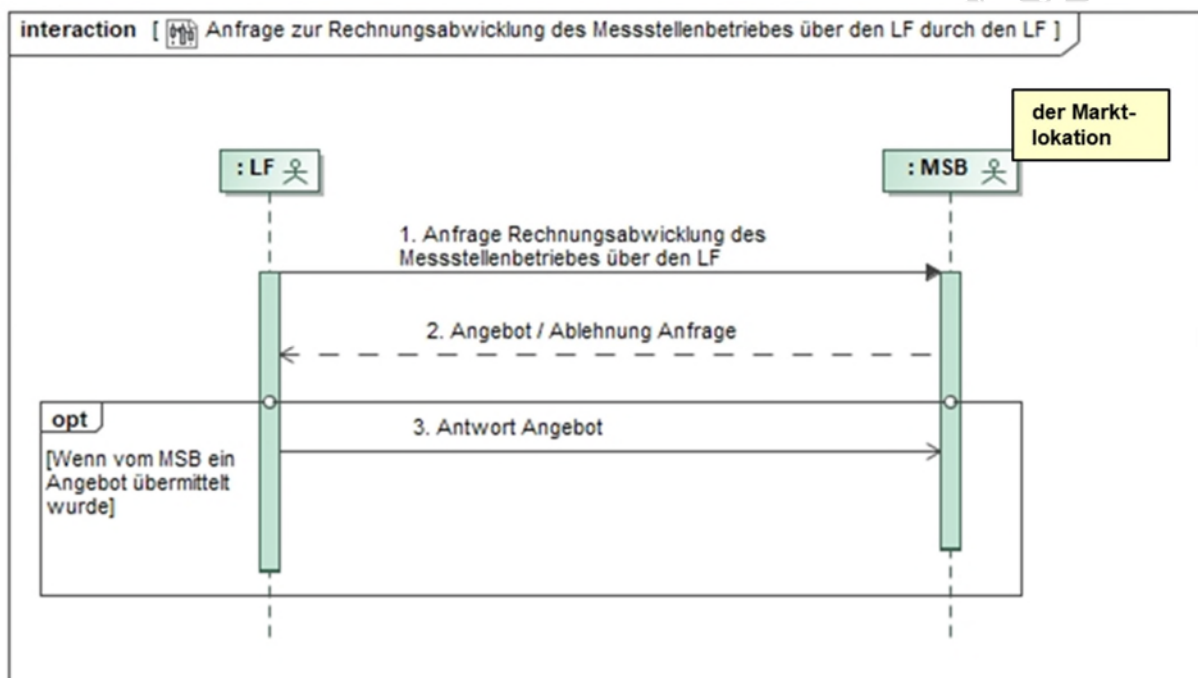 interaction [ Anfrage zur Rechnungsabwicklung des Messstellenbetriebes über den LF durch den LF ]
der Markt-
lokation
: LF
: MSB
1. Anfrage Rechnungsabwicklung des
Messstellenbetriebes über den LF
2. Angebot / Ablehnung Anfrage
opt
3. Antwort Angebot
[Wenn vom MSB ein
Angebot übermittelt
wurde]